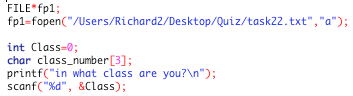 FILE*fp1;
fp1=fopen("/Users/Richard2/Desktop/Quiz/task22.txt","a");
int Class=0;
char class_number[3];
printf("in what class are you?\n");
scanf("%d", &Class);